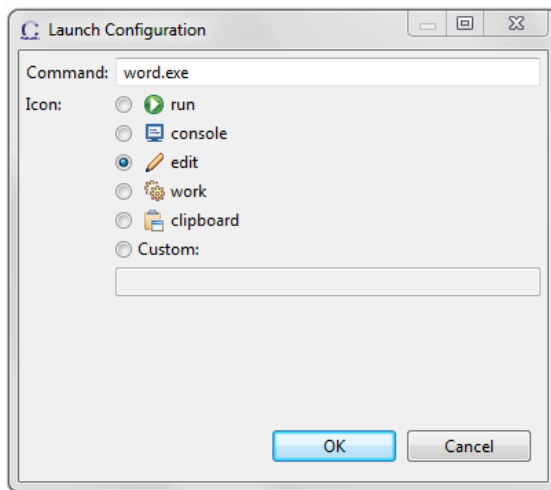 Launch Configuration
Command: word.exe
Icon: run
console
edit
work
clipboard
Custom:
OK Cancel